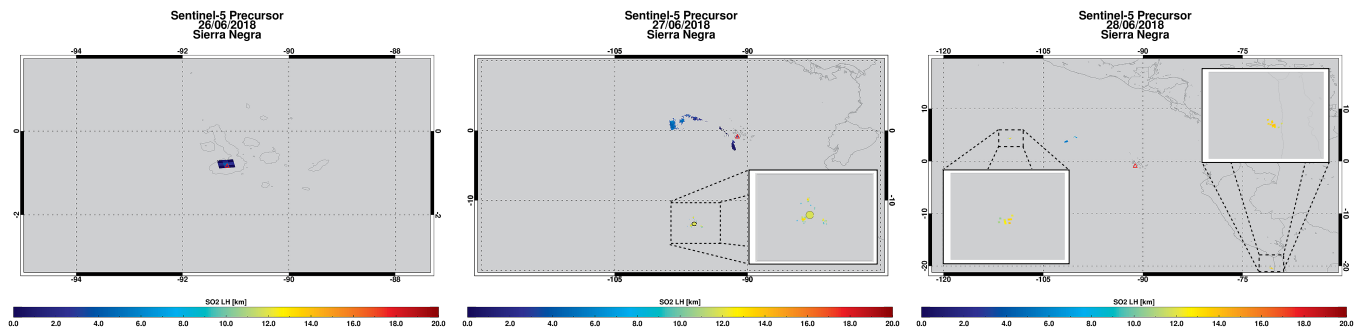 Sentinel-5 Precursor
26/06/2018
Sierra Negra
-94 -92 -90 -88
0 0
-2 -2
-94 -92 -90 -88
SO2 LH [km]
0.0 2.0 4.0 6.0 8.0 10.0 12.0 14.0 16.0 18.0 20.0
Sentinel-5 Precursor
27/06/2018
Sierra Negra
-105 -90
0 0
-10 -10
-105 -90
SO2 LH [km]
0.0 2.0 4.0 6.0 8.0 10.0 12.0 14.0 16.0 18.0 20.0
Sentinel-5 Precursor
28/06/2018
Sierra Negra
-120 -105 -90 -75
10 10
0 0
-10 -10
-20 -20
-120 -105 -90 -75
SO2 LH [km]
0.0 2.0 4.0 6.0 8.0 10.0 12.0 14.0 16.0 18.0 20.0